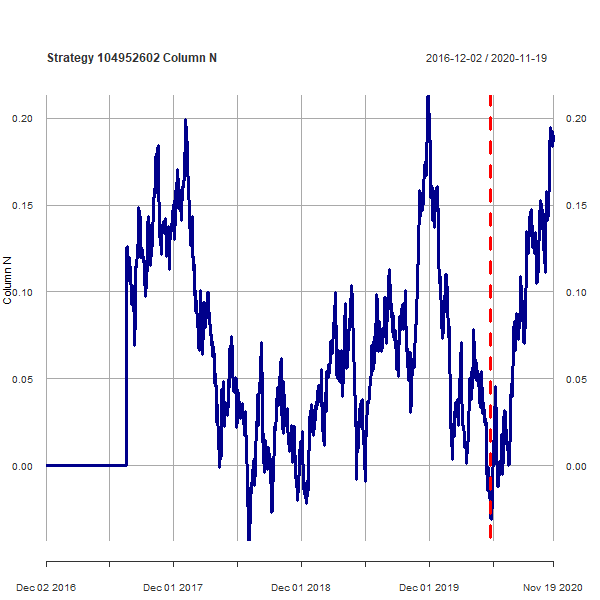 Strategy 104952602 Column N
2016-12-02 / 2020-11-19
0.20
0.20
0.15
0.15
Column N
0.10
0.10
0.05
0.05
0.00
0.00
Dec 02 2016
Dec 01 2017
Dec 01 2018
Dec 01 2019
Nov 19 2020